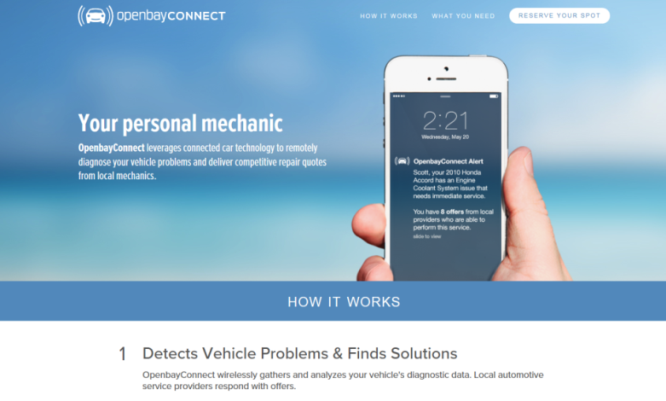 openbayCONNECT
HOW IT WORKS
WHAT YOU NEED
RESERVE YOUR SPOT
2:21
Wednesday, May 20
Your personal mechanic
OpenbayConnect leverages connected car technology to remotely
diagnose your vehicle problems and deliver competitive repair quotes
from local mechanics.
OpenbayConnect Alert
Scott, your 2010 Honda
Accord has an Engine
Coolant System issue that
needs immediate service.
You have 8 offers from local
providers who are able to
perform this service.
slide to view
HOW IT WORKS
1 Detects Vehicle Problems & Finds Solutions
OpenbayConnect wirelessly gathers and analyzes your vehicle's diagnostic data. Local automotive
service providers respond with offers.